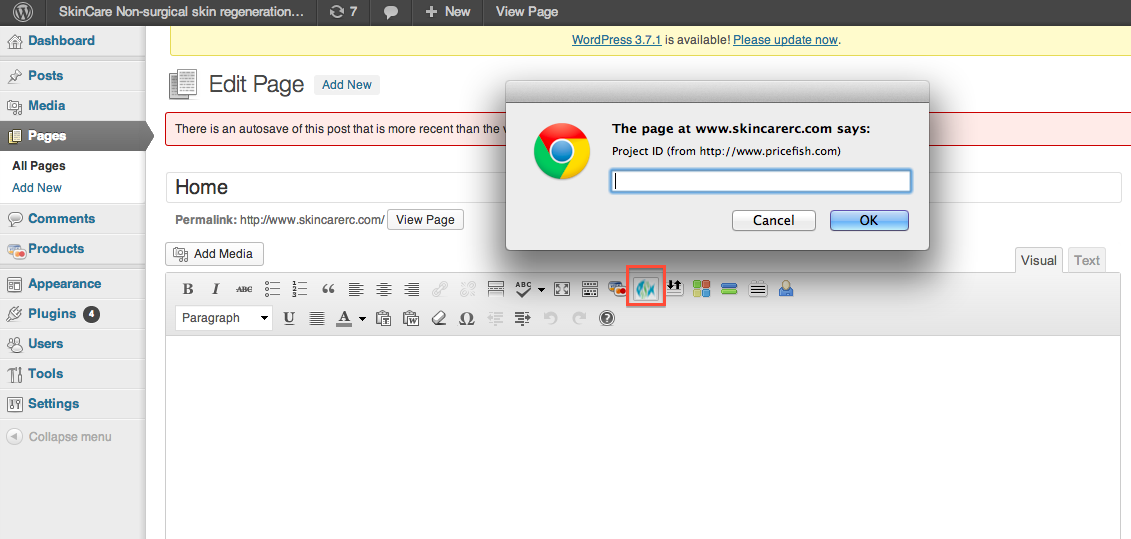 SkinCare Non-surgical skin regeneration… 7 New View Page
WordPress 3.7.1 is available! Please update now.
Dashboard
Posts
Media
Pages
All Pages
Add New
Comments
Products
Appearance
Plugins 4
Users
Tools
Settings
Collapse menu
Edit Page Add New
There is an autosave of this post that is more recent than the
The page at www.skincarerc.com says:
Project ID (from http://www.pricefish.com)
Cancel OK
Home
Permalink: http://www.skincarerc.com/ View Page
Add Media
Visual Text
B I ABC ABC
Paragraph U A